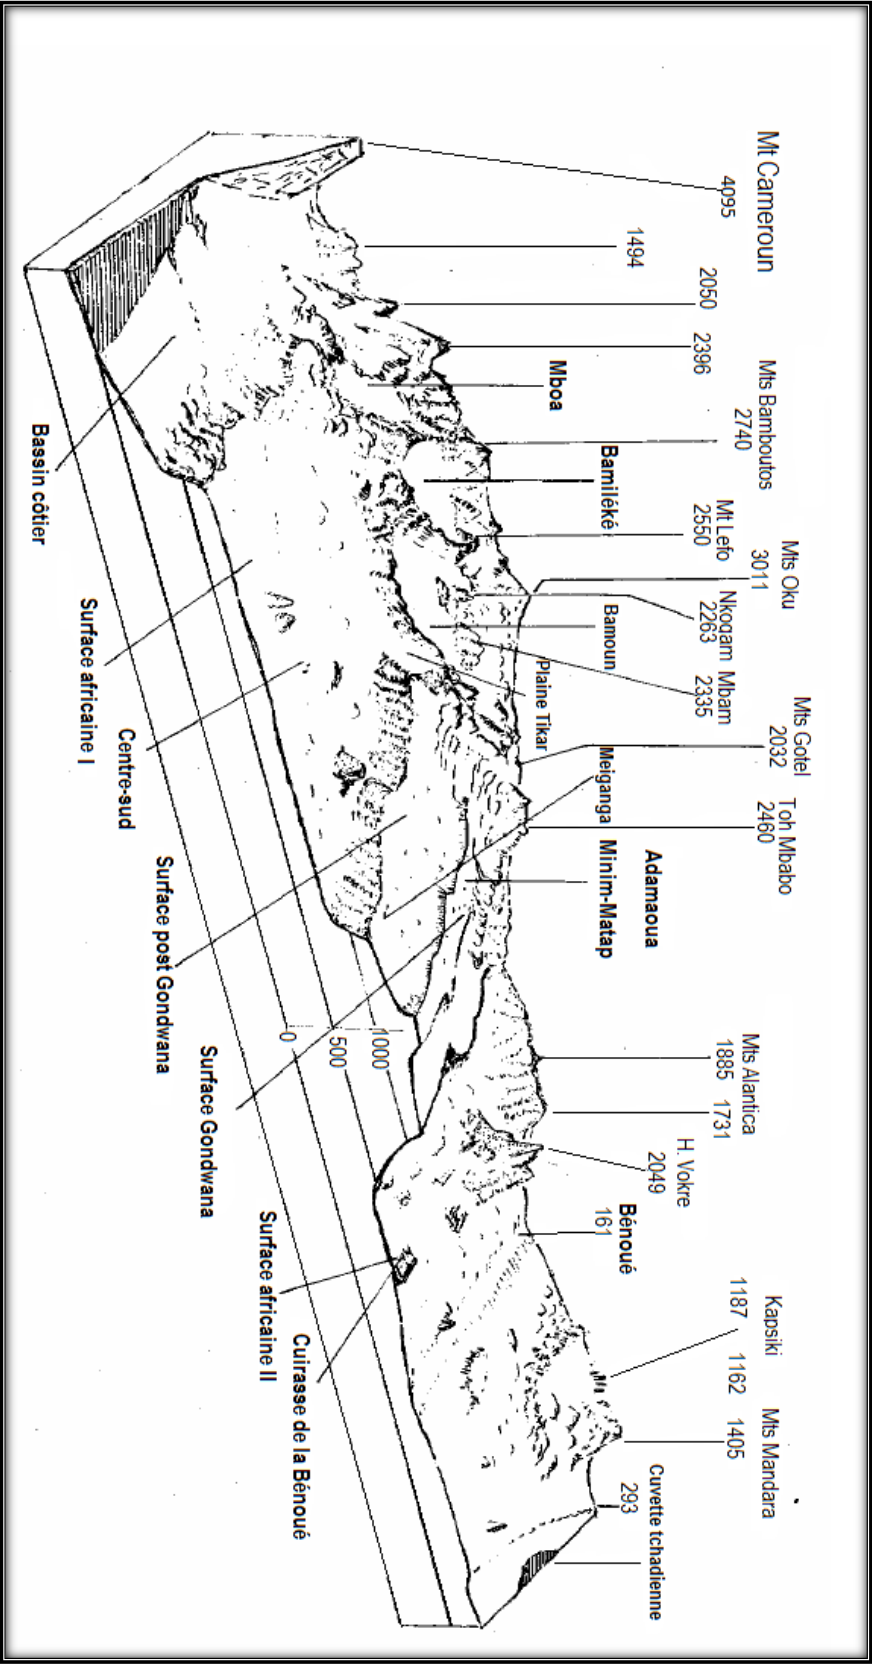 Mt Cameroun
4095
1494
2050
2396
Mboa
Mts Bamboutos
2740
Bamiléké
Mt Lefo
2550
Mts Oku
3011
Nkogam
2263
Bamoun
Mbam
2335
Plaine Tikar
Mts Gotel
2032
Meiganga
Toh Mbabo
2460
Minim-Matap
Adamaoua
Mts Alantica
1885
1731
H. Vokre
2049
Bénoué
161
Kapsiki
1187
1162
Mts Mandara
1405
Cuvette tchadienne
293
1000
500
0
Bassin côtier
Surface africaine I
Centre-sud
Surface post Gondwana
Surface Gondwana
Surface africaine II
Cuirasse de la Bénoué